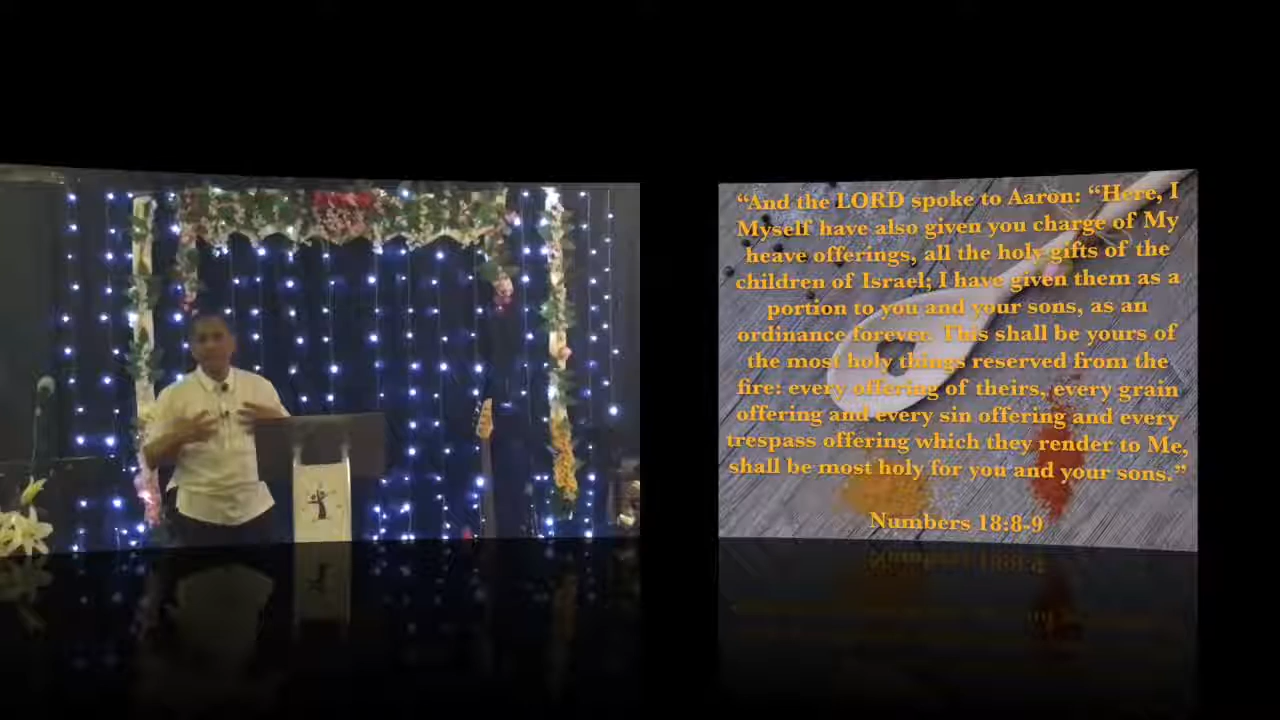 “And the LORD spoke to Aaron: “Here, I
Myself have also given you charge of My
heave offerings, all the holy gifts of the
children of Israel; I have given them as a
portion to you and your sons, as an
ordinance forever. This shall be yours of
the most holy things reserved from the
fire: every offering of theirs, every grain
offering and every sin offering and every
trespass offering which they render to Me,
shall be most holy for you and your sons.”
Numbers 18:8-9